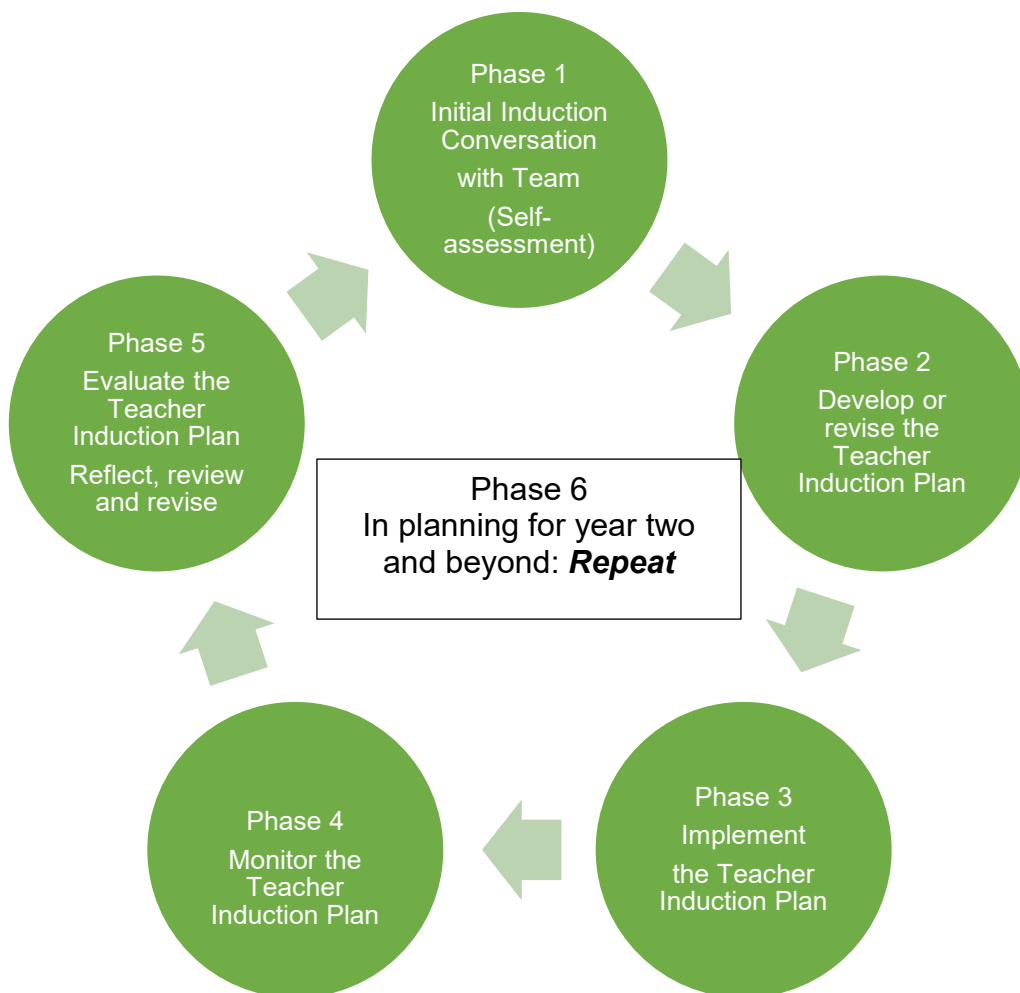 Phase 1
Initial Induction
Conversation
with Team
(Self-
assessment)
Phase 2
Develop or
revise the
Teacher
Induction Plan
Phase 3
Implement
the Teacher
Induction Plan
Phase 4
Monitor the
Teacher
Induction Plan
Phase 5
Evaluate the
Teacher
Induction Plan
Reflect, review
and revise
Phase 6
In planning for year two
and beyond: Repeat